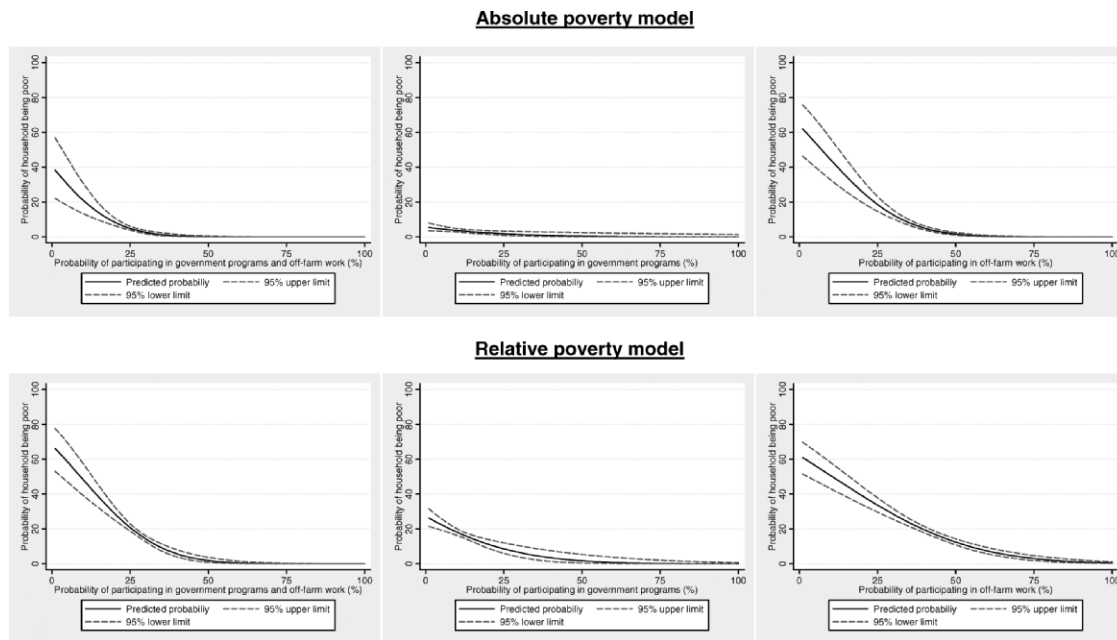 Absolute poverty model
Probability of household being poor
100
80
60
40
20
0
0 25 50 75 100
Probability of participating in government programs and off-farm work (%)
Predicted probabiliy 95% upper limit
95% lower limit
Probability of household being poor
100
80
60
40
20
0
0 25 50 75 100
Probability of participating in government programs (%)
Predicted probabiliy 95% upper limit
95% lower limit
Probability of household being poor
100
80
60
40
20
0
0 25 50 75 100
Probability of participating in off-farm work (%)
Predicted probabiliy 95% upper limit
95% lower limit
Relative poverty model
Probability of household being poor
100
80
60
40
20
0
0 25 50 75 100
Probability of participating in government programs and off-farm work (%)
Predicted probabiliy 95% upper limit
95% lower limit
Probability of household being poor
100
80
60
40
20
0
0 25 50 75 100
Probability of participating in government programs (%)
Predicted probabiliy 95% upper limit
95% lower limit
Probability of household being poor
100
80
60
40
20
0
0 25 50 75 100
Probability of participating in off-farm work (%)
Predicted probabiliy 95% upper limit
95% lower limit